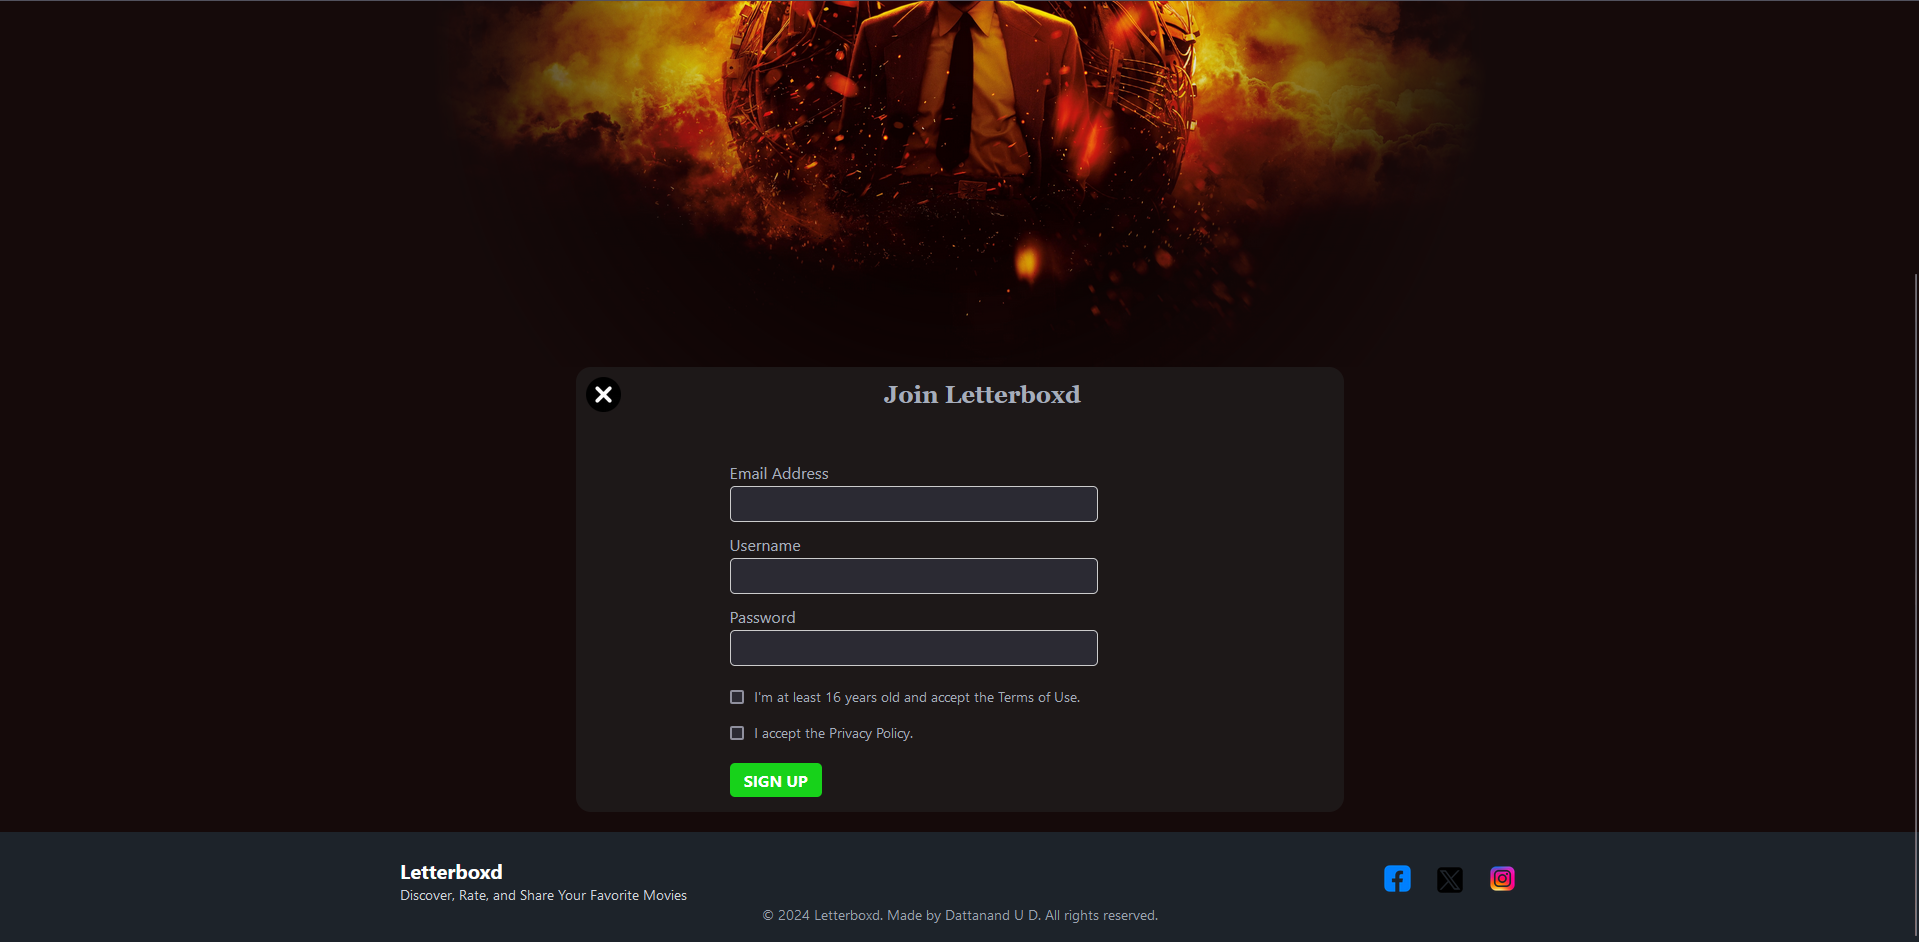 Join Letterboxd
Email Address
Username
Password
I'm at least 16 years old and accept the Terms of Use.
I accept the Privacy Policy.
SIGN UP
Letterboxd
Discover, Rate, and Share Your Favorite Movies
© 2024 Letterboxd. Made by Dattanand U D. All rights reserved.